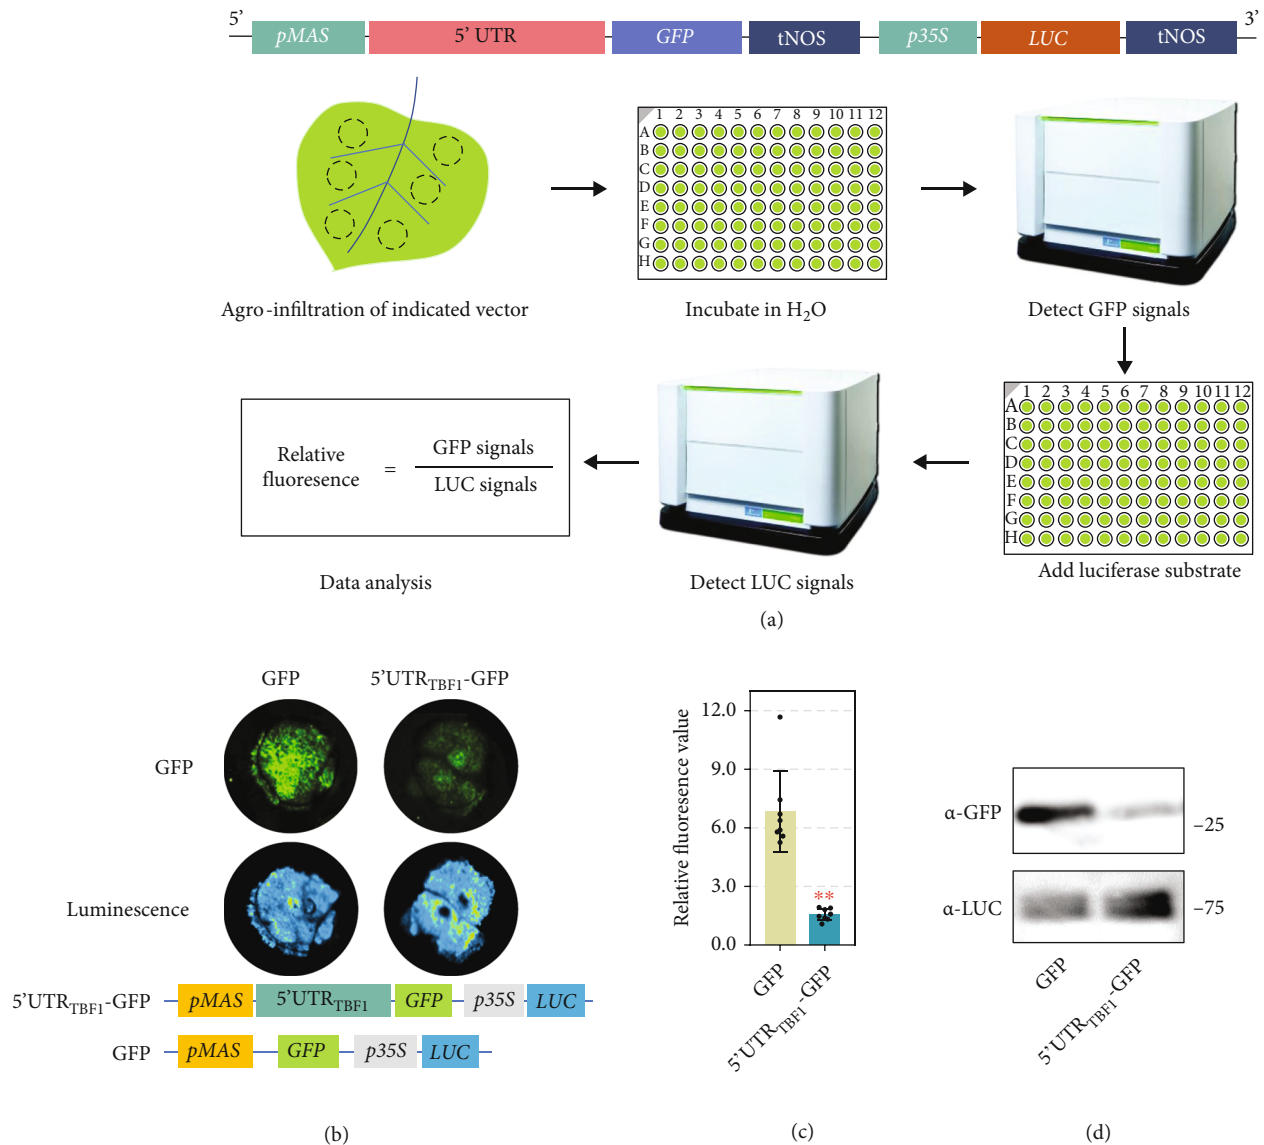 5’ pMAS 5’ UTR GFP tNOS p35S LUC tNOS 3’
1 2 3 4 5 6 7 8 9 10 11 12
A
B
C
D
E
F
G
H
Agro-infiltration of indicated vector
Incubate in H₂O
Detect GFP signals
1 2 3 4 5 6 7 8 9 10 11 12
A
B
C
D
E
F
G
H
Relative fluoresence = GFP signals / LUC signals
Data analysis
Detect LUC signals
Add luciferase substrate
(a)
GFP 5’UTR_TBF1-GFP
GFP
Luminescence
5’UTR_TBF1-GFP pMAS 5’UTR_TBF1 GFP p35S LUC
GFP pMAS GFP p35S LUC
(b)
Relative fluoresence value
12.0
9.0
6.0
3.0
0.0
**
GFP
5’UTR_TBF1-GFP
(c)
α-GFP –25
α-LUC –75
GFP
5’UTR_TBF1-GFP
(d)